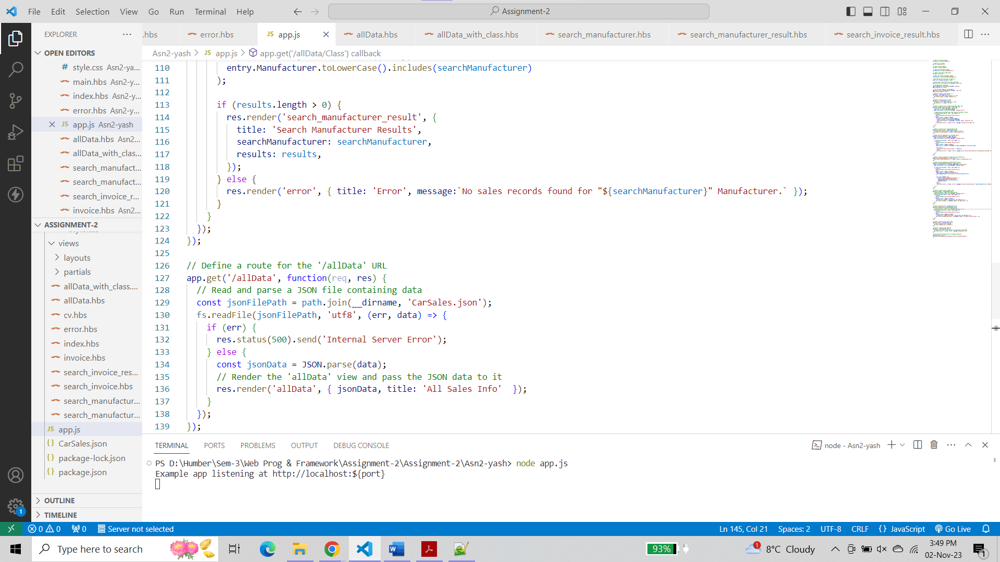 File Edit Selection View Go Run Terminal Help
Assignment-2
EXPLORER
.hbs
error.hbs
JS app.js
allData.hbs
allData_with_class.hbs
search_manufacturer.hbs
search_manufacturer_result.hbs
search_invoice_result.hbs
OPEN EDITORS
# style.css Asn2-ya...
main.hbs Asn2-y...
index.hbs Asn2-y...
error.hbs Asn2-y...
JS app.js Asn2-yash
allData.hbs Asn2...
allData_with_clas...
search_manufact...
search_manufact...
search_invoice_r...
invoice.hbs Asn2...
ASSIGNMENT-2
views
layouts
partials
allData_with_class....
allData.hbs
cv.hbs
error.hbs
index.hbs
invoice.hbs
search_invoice_res...
search_invoice.hbs
search_manufactur...
search_manufactur...
JS app.js
{} CarSales.json
{} package-lock.json
{} package.json
OUTLINE
TIMELINE
Asn2-yash > JS app.js > app.get('/allData/Class') callback
110 entry.Manufacturer.toLowerCase().includes(searchManufacturer)
111 );
112
113 if (results.length > 0) {
114 res.render('search_manufacturer_result', {
115 title: 'Search Manufacturer Results',
116 searchManufacturer: searchManufacturer,
117 results: results,
118 });
119 } else {
120 res.render('error', { title: 'Error', message:`No sales records found for "${searchManufacturer}" Manufacturer.` });
121 }
122 }
123 });
124 });
125
126 // Define a route for the '/allData' URL
127 app.get('/allData', function(req, res) {
128 // Read and parse a JSON file containing data
129 const jsonFilePath = path.join(__dirname, 'CarSales.json');
130 fs.readFile(jsonFilePath, 'utf8', (err, data) => {
131 if (err) {
132 res.status(500).send('Internal Server Error');
133 } else {
134 const jsonData = JSON.parse(data);
135 // Render the 'allData' view and pass the JSON data to it
136 res.render('allData', { jsonData, title: 'All Sales Info' });
137 }
138 });
139 });
TERMINAL PORTS PROBLEMS OUTPUT DEBUG CONSOLE
node - Asn2-yash
PS D:\Humber\Sem-3\Web Prog & Framework\Assignment-2\Assignment-2\Asn2-yash> node app.js
Example app listening at http://localhost:${port}
1
0 0 0 Server not selected
Ln 145, Col 21 Spaces: 2 UTF-8 CRLF {} JavaScript Go Live
Type here to search
93%
1
8°C Cloudy
3:49 PM
02-Nov-23
1